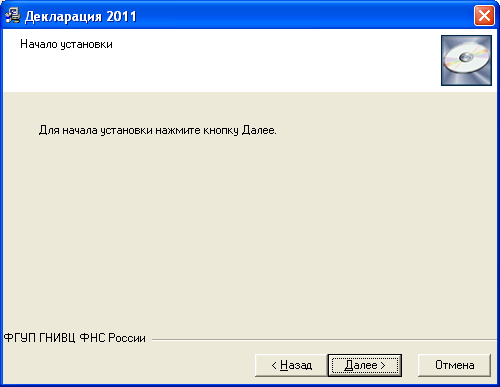 Декларация 2011
Начало установки
Для начала установки нажмите кнопку Далее.
ФГУП ГНИВЦ ФНС России
< Назад
Далее >
Отмена